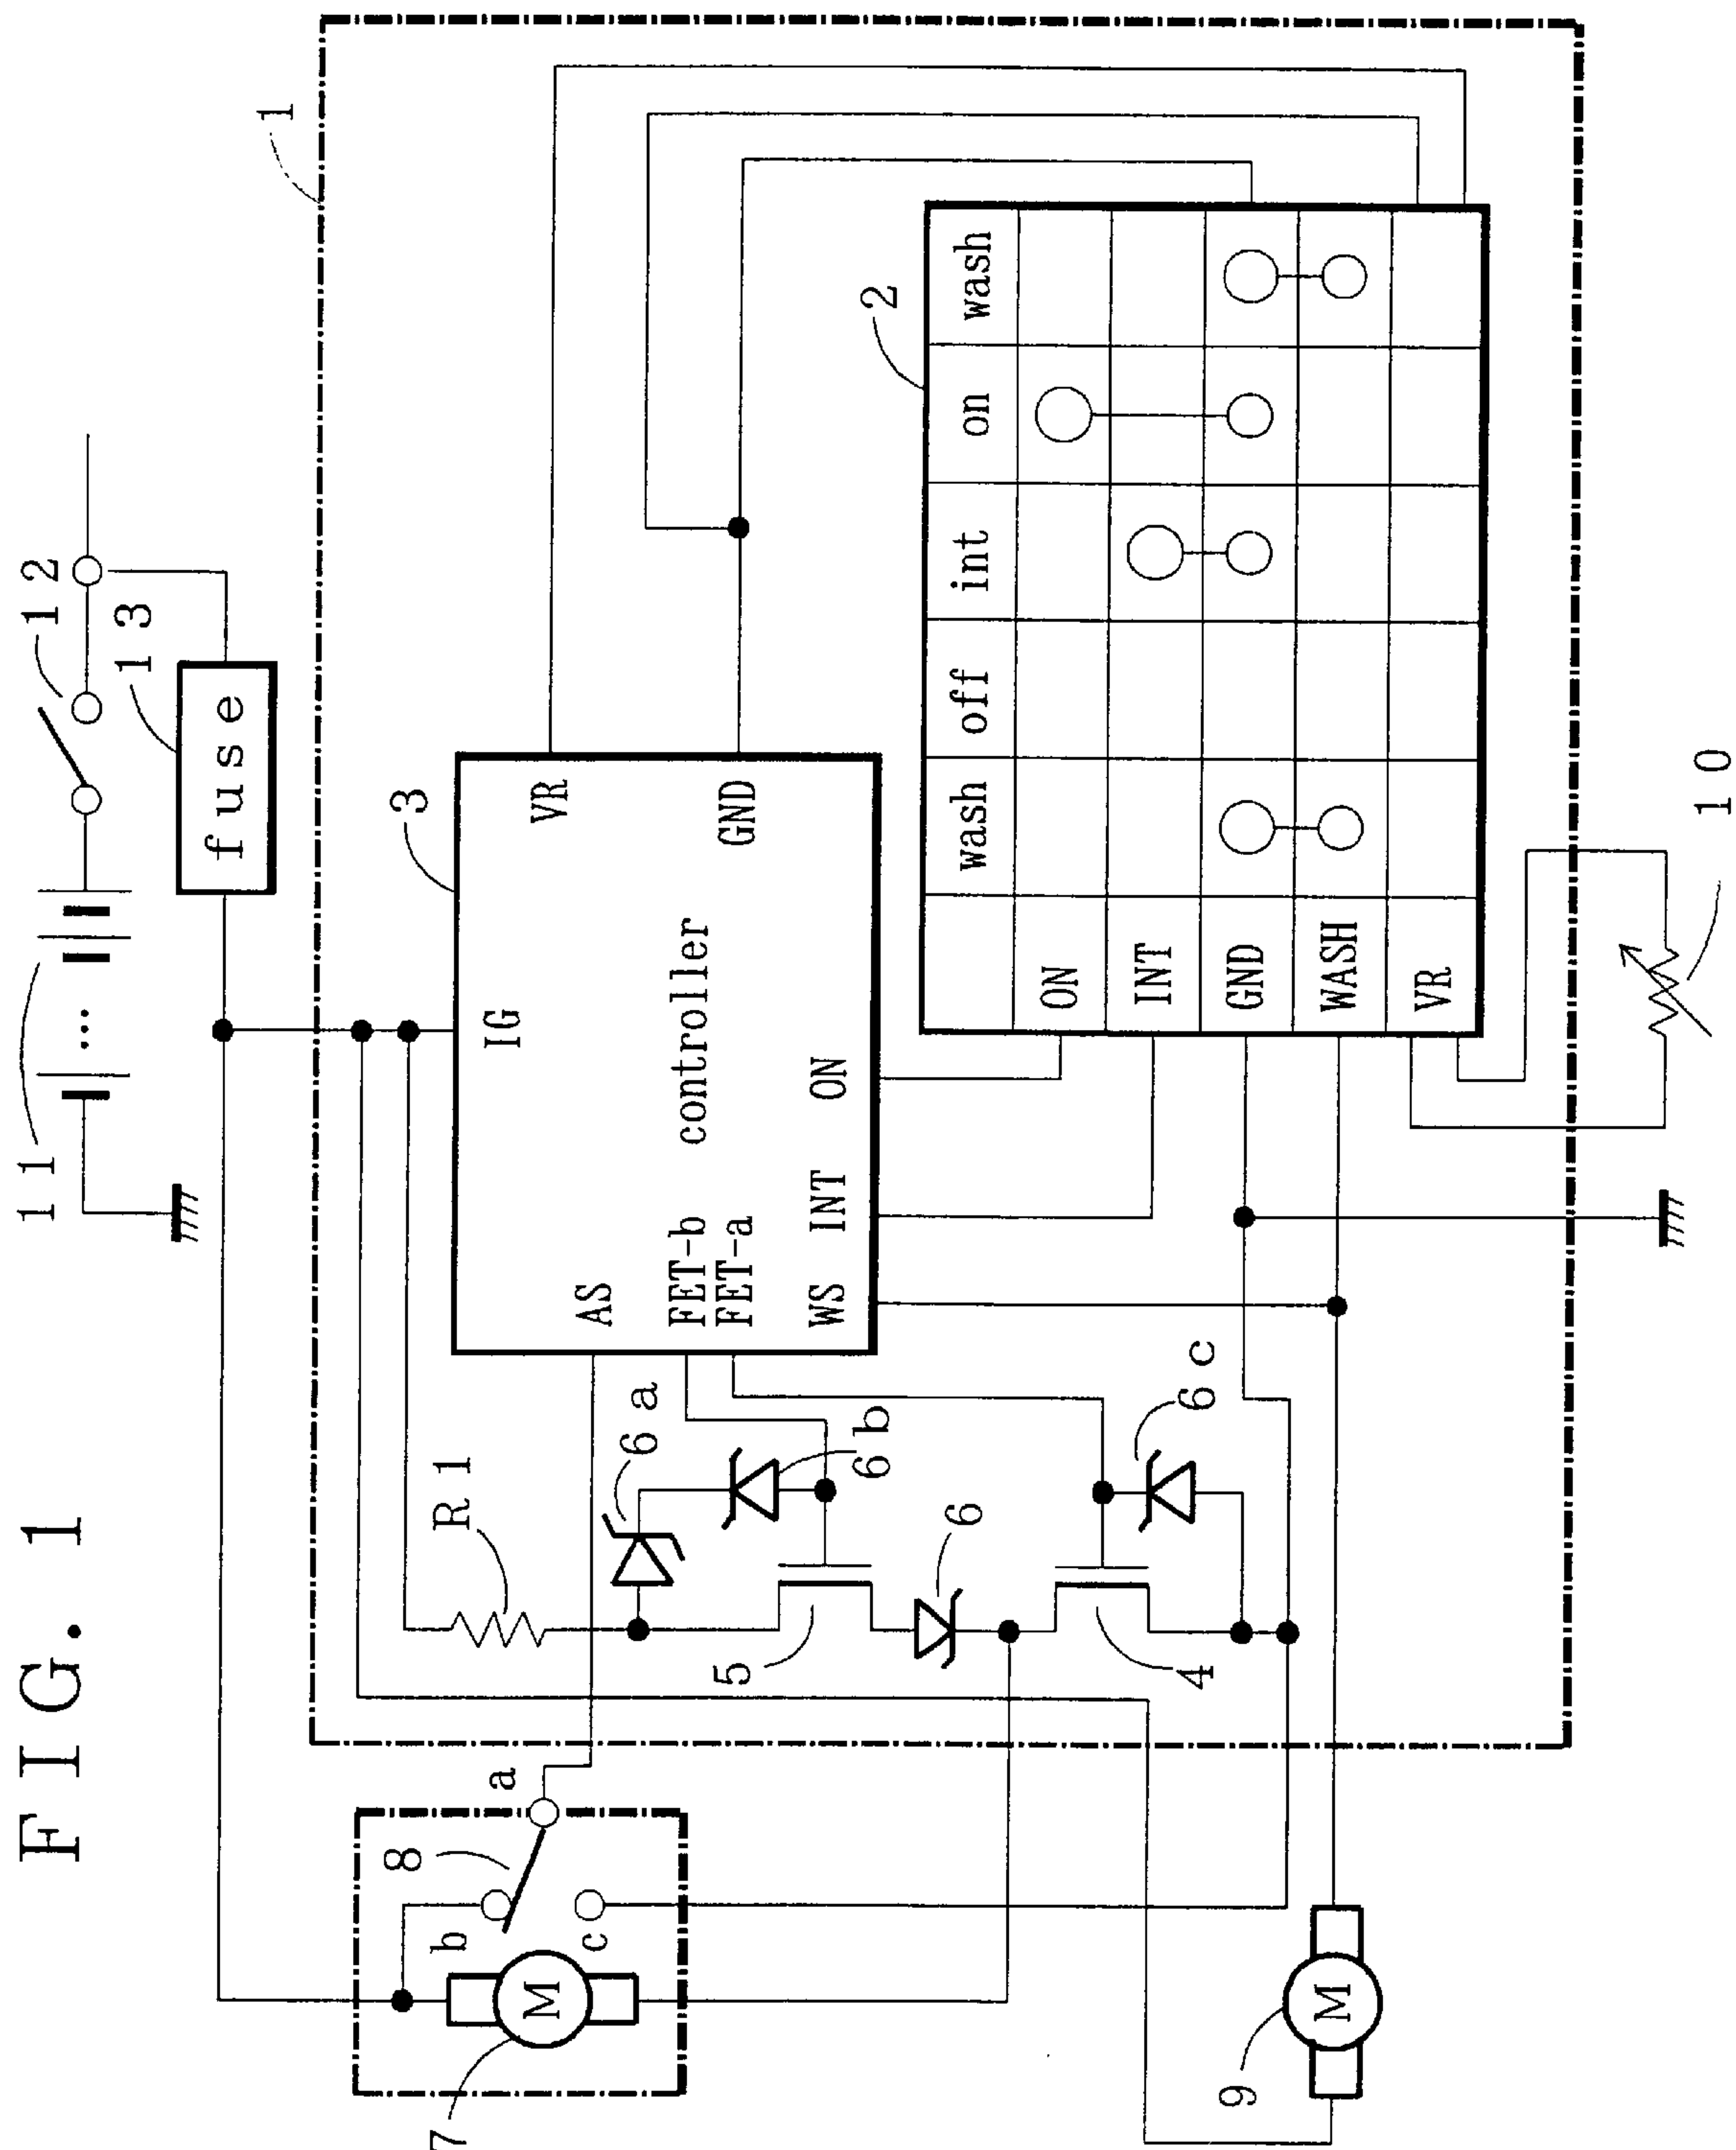 FIG. 1
11
12
13
fuse
1
3
IG
VR
GND
controller
AS
FET-b
FET-a
WS
INT
ON
R1
6a
6b
6
6c
5
4
2
wash off int on wash
ON
INT
GND
WASH
VR
10
7
8
a
b
c
M
9
M